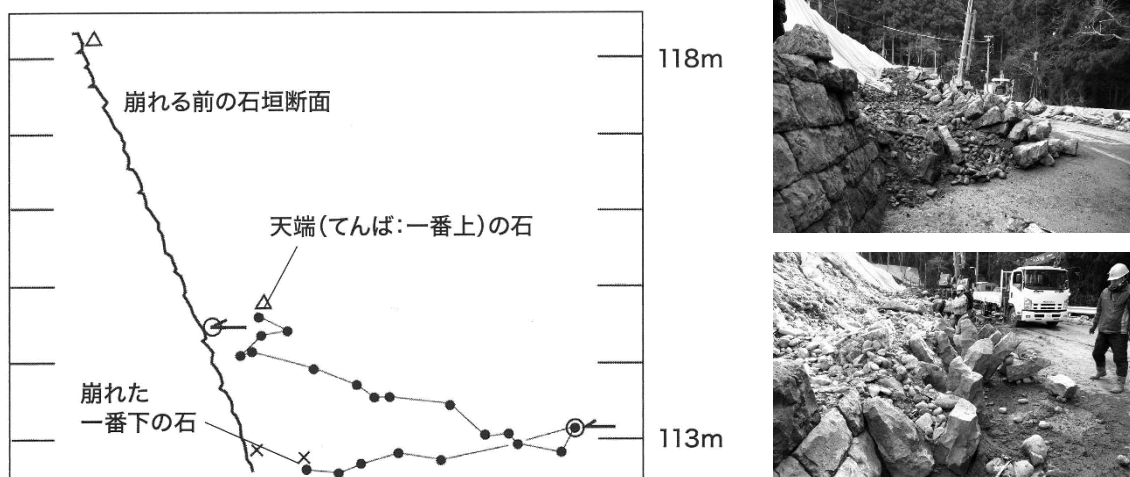 118m
崩れる前の石垣断面
天端（てんば：一番上）の石
崩れた
一番下の石
113m